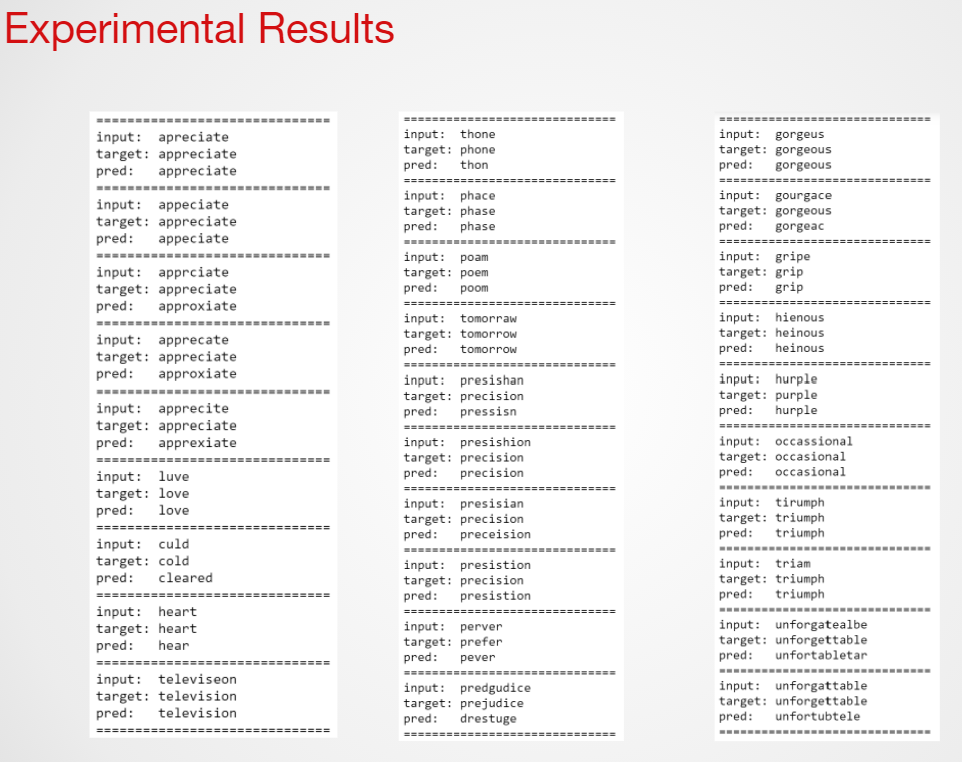 Experimental Results
==============================
input:  apreciate
target: appreciate
pred:   appreciate
==============================
input:  appeciate
target: appreciate
pred:   appeciate
==============================
input:  apprciate
target: appreciate
pred:   approxiate
==============================
input:  apprecate
target: appreciate
pred:   approxiate
==============================
input:  apprecite
target: appreciate
pred:   apprexiate
==============================
input:  luve
target: love
pred:   love
==============================
input:  culd
target: cold
pred:   cleared
==============================
input:  heart
target: heart
pred:   hear
==============================
input:  televiseon
target: television
pred:   television
==============================
==============================
input:  thone
target: phone
pred:   thon
==============================
input:  phace
target: phase
pred:   phase
==============================
input:  poam
target: poem
pred:   poom
==============================
input:  tomorraw
target: tomorrow
pred:   tomorrow
==============================
input:  presishan
target: precision
pred:   pressisn
==============================
input:  presishion
target: precision
pred:   precision
==============================
input:  presisian
target: precision
pred:   preceision
==============================
input:  presistion
target: precision
pred:   presistion
==============================
input:  perver
target: prefer
pred:   pever
==============================
input:  predgudice
target: prejudice
pred:   drestuge
==============================
==============================
input:  gorgeus
target: gorgeous
pred:   gorgeous
==============================
input:  gourgace
target: gorgeous
pred:   gorgeac
==============================
input:  gripe
target: grip
pred:   grip
==============================
input:  hienous
target: heinous
pred:   heinous
==============================
input:  hurple
target: purple
pred:   hurple
==============================
input:  occassional
target: occasional
pred:   occasional
==============================
input:  tirumph
target: triumph
pred:   triumph
==============================
input:  triam
target: triumph
pred:   triumph
==============================
input:  unforgatealbe
target: unforgettable
pred:   unfortabletar
==============================
input:  unforgattable
target: unforgettable
pred:   unfortubtele
==============================